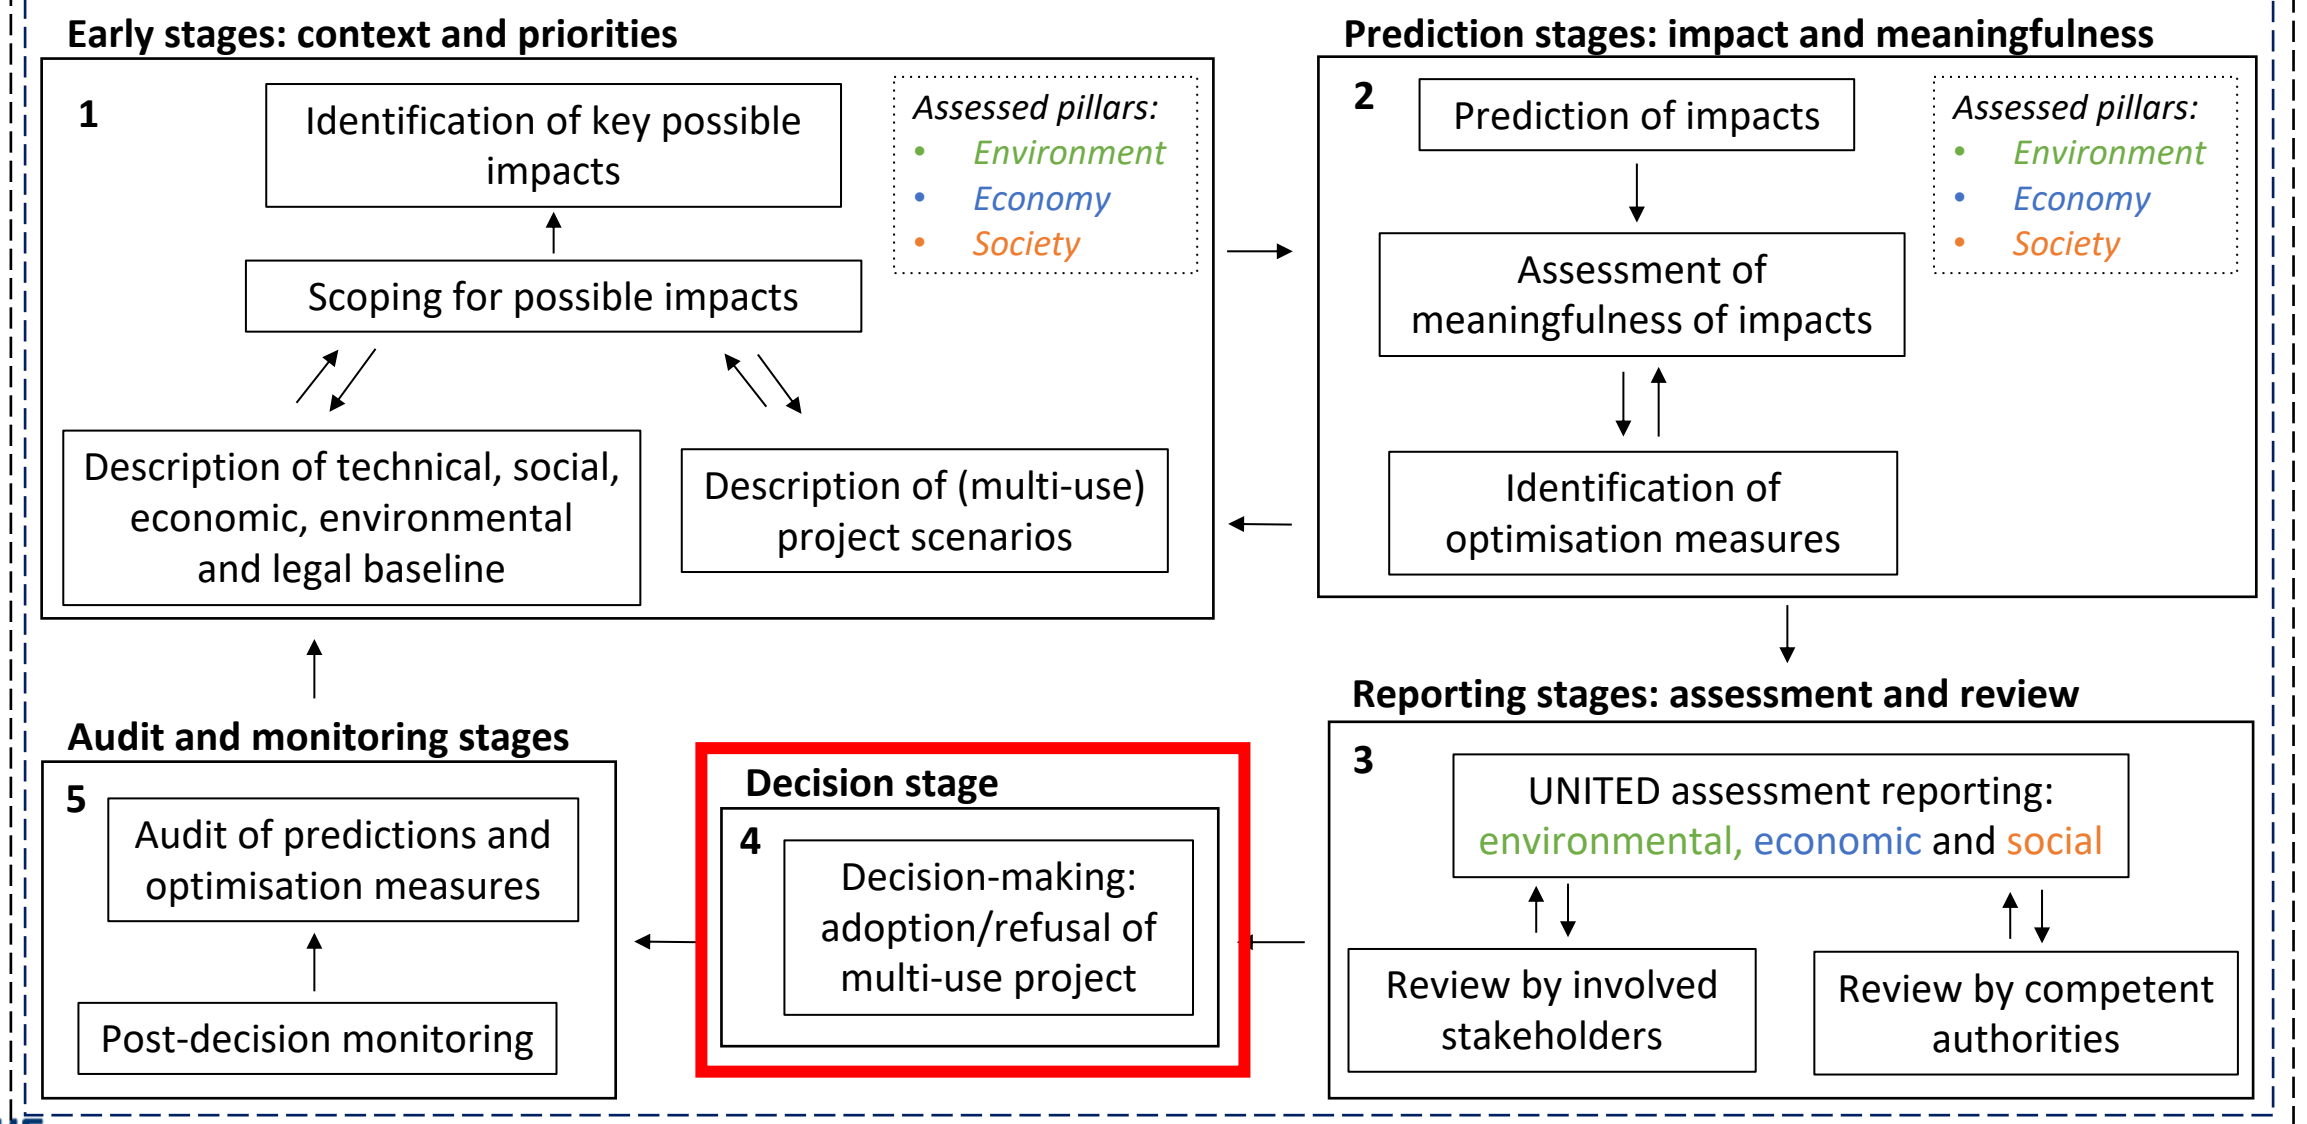 Early stages: context and priorities
1
Identification of key possible
impacts
Assessed pillars:
• Environment
• Economy
• Society
Scoping for possible impacts
Description of technical, social,
economic, environmental
and legal baseline
Description of (multi-use)
project scenarios
Prediction stages: impact and meaningfulness
2
Prediction of impacts
Assessed pillars:
• Environment
• Economy
• Society
Assessment of
meaningfulness of impacts
Identification of
optimisation measures
Reporting stages: assessment and review
3
UNITED assessment reporting:
environmental, economic and social
Review by involved
stakeholders
Review by competent
authorities
Decision stage
4
Decision-making:
adoption/refusal of
multi-use project
Audit and monitoring stages
5
Audit of predictions and
optimisation measures
Post-decision monitoring